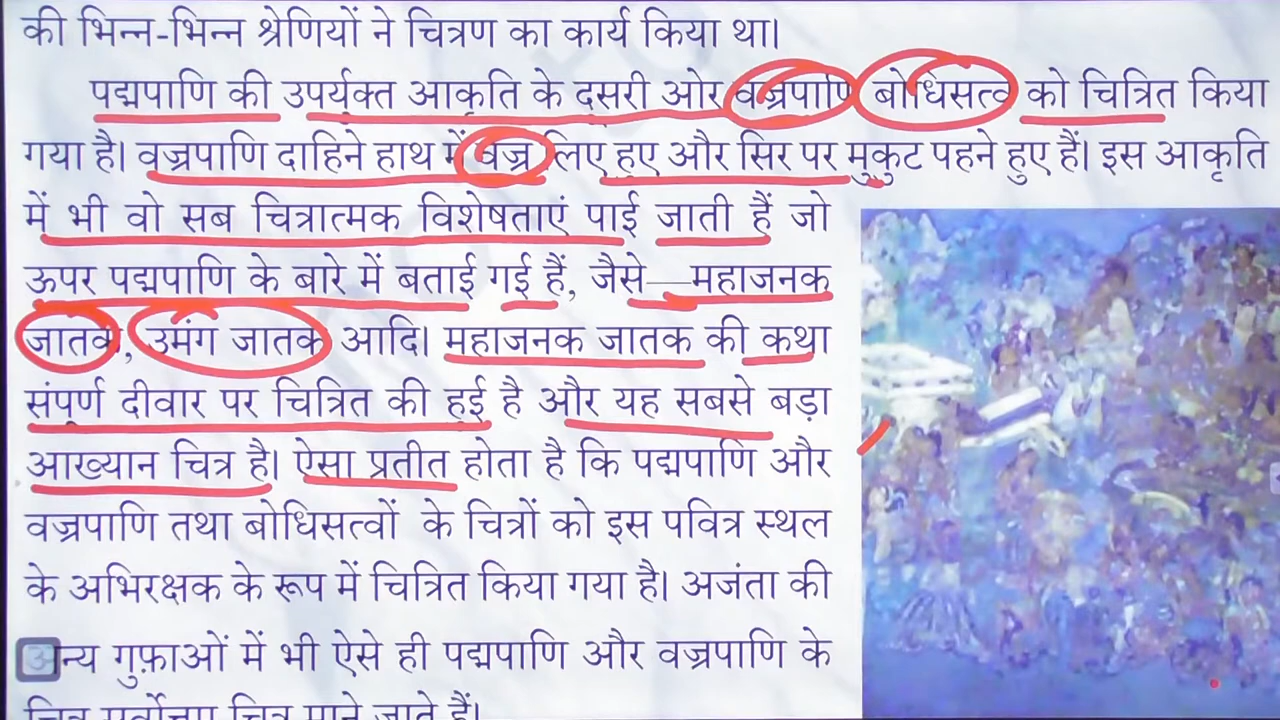 की भिन्न-भिन्न श्रेणियों ने चित्रण का कार्य किया था।
पद्मपाणि की उपर्युक्त आकृति के दूसरी ओर वज्रपाणि बोधिसत्व को चित्रित किया
गया है। वज्रपाणि दाहिने हाथ में वज्र लिए हुए और सिर पर मुकुट पहने हुए हैं। इस आकृति
में भी वो सब चित्रात्मक विशेषताएं पाई जाती हैं जो
ऊपर पद्मपाणि के बारे में बताई गई हैं, जैसे—महाजनक
जातक, उमंग जातक आदि। महाजनक जातक की कथा
संपूर्ण दीवार पर चित्रित की हुई है और यह सबसे बड़ा
आख्यान चित्र है। ऐसा प्रतीत होता है कि पद्मपाणि और
वज्रपाणि तथा बोधिसत्वों के चित्रों को इस पवित्र स्थल
के अभिरक्षक के रूप में चित्रित किया गया है। अजंता की
अन्य गुफ़ाओं में भी ऐसे ही पद्मपाणि और वज्रपाणि के
चित्र सर्वोत्तम चित्र माने जाते हैं।